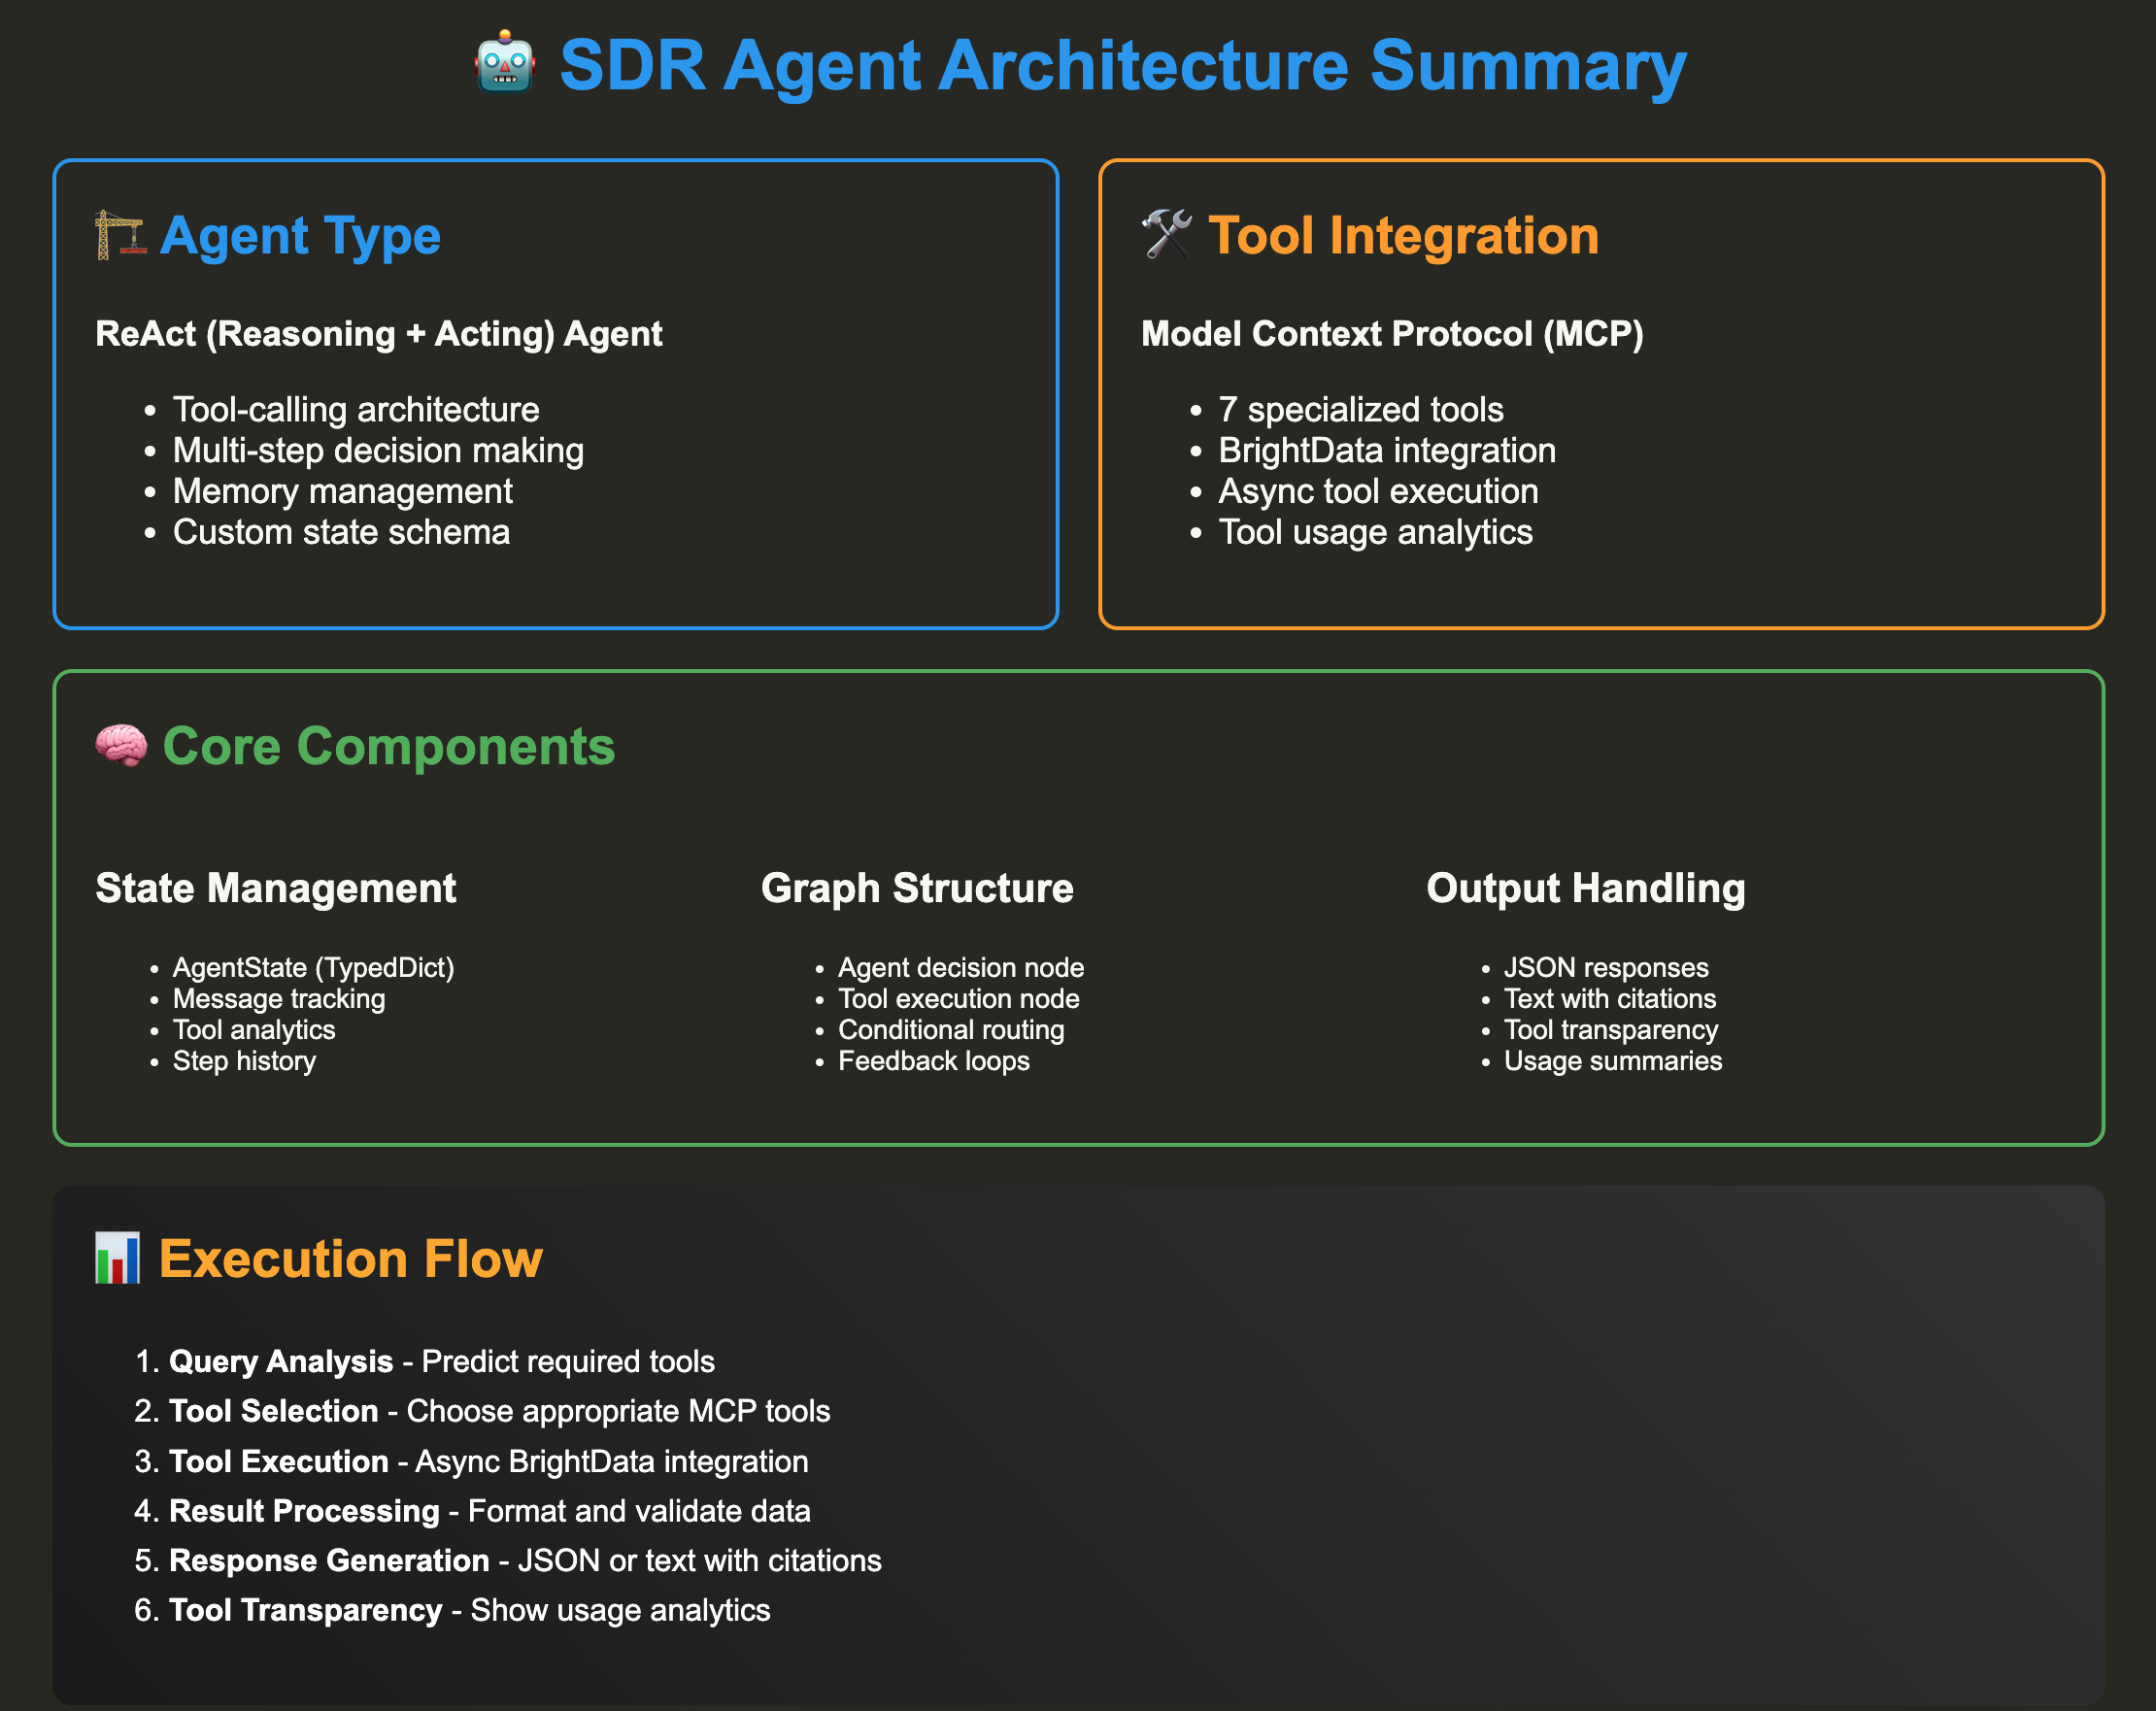 SDR Agent Architecture Summary
Agent Type
ReAct (Reasoning + Acting) Agent
Tool-calling architecture
Multi-step decision making
Memory management
Custom state schema
Tool Integration
Model Context Protocol (MCP)
7 specialized tools
BrightData integration
Async tool execution
Tool usage analytics
Core Components
State Management
AgentState (TypedDict)
Message tracking
Tool analytics
Step history
Graph Structure
Agent decision node
Tool execution node
Conditional routing
Feedback loops
Output Handling
JSON responses
Text with citations
Tool transparency
Usage summaries
Execution Flow
1. Query Analysis - Predict required tools
2. Tool Selection - Choose appropriate MCP tools
3. Tool Execution - Async BrightData integration
4. Result Processing - Format and validate data
5. Response Generation - JSON or text with citations
6. Tool Transparency - Show usage analytics